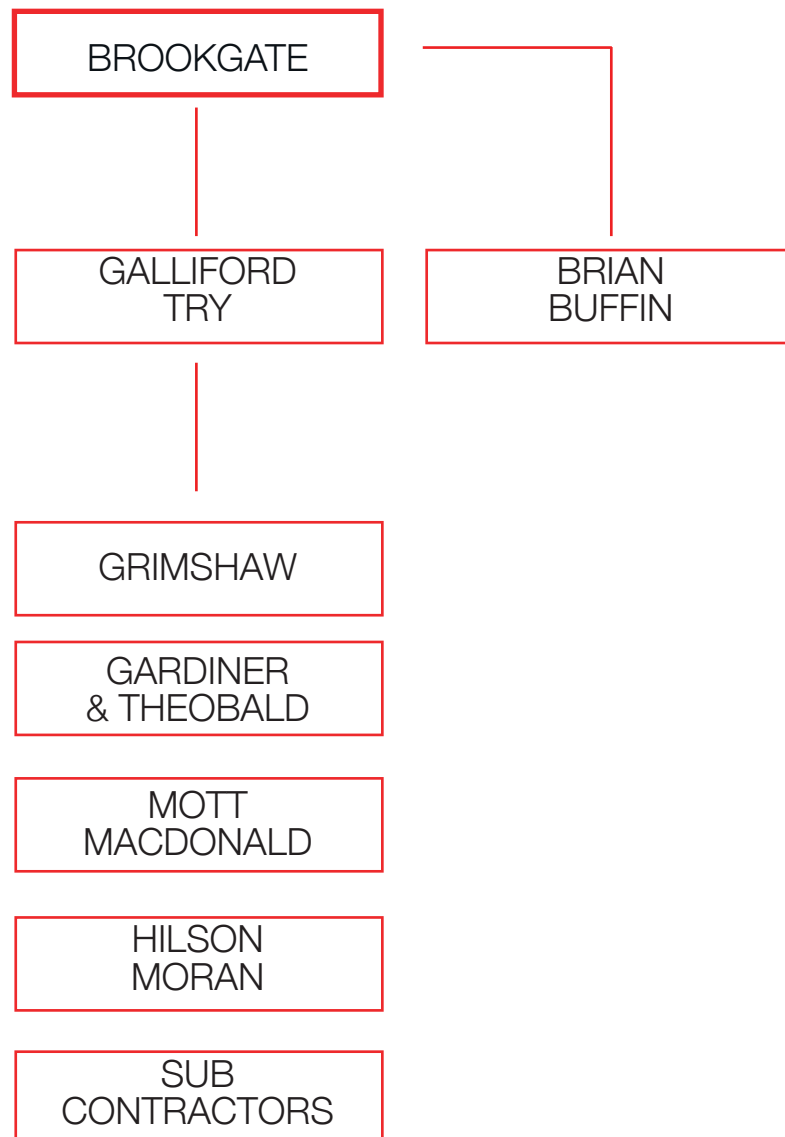 BROOKGATE
GALLIFORD
TRY
BRIAN
BUFFIN
GRIMSHAW
GARDINER
& THEOBALD
MOTT
MACDONALD
HILSON
MORAN
SUB
CONTRACTORS